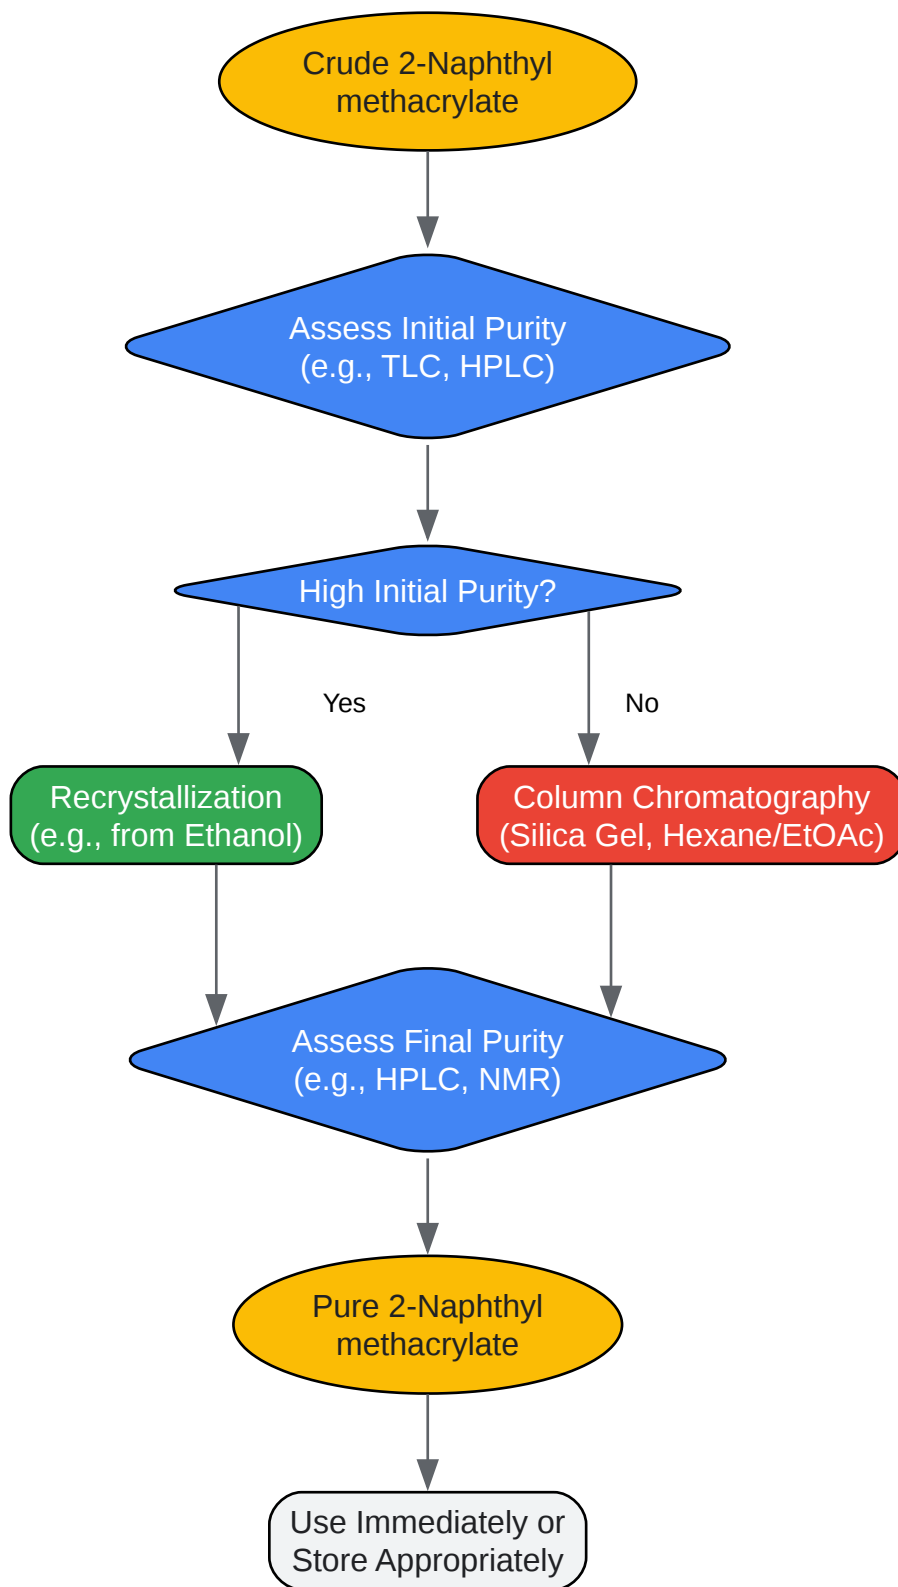 Crude 2-Naphthyl
methacrylate
Assess Initial Purity
(e.g., TLC, HPLC)
High Initial Purity?
Yes
No
Recrystallization
(e.g., from Ethanol)
Column Chromatography
(Silica Gel, Hexane/EtOAc)
Assess Final Purity
(e.g., HPLC, NMR)
Pure 2-Naphthyl
methacrylate
Use Immediately or
Store Appropriately